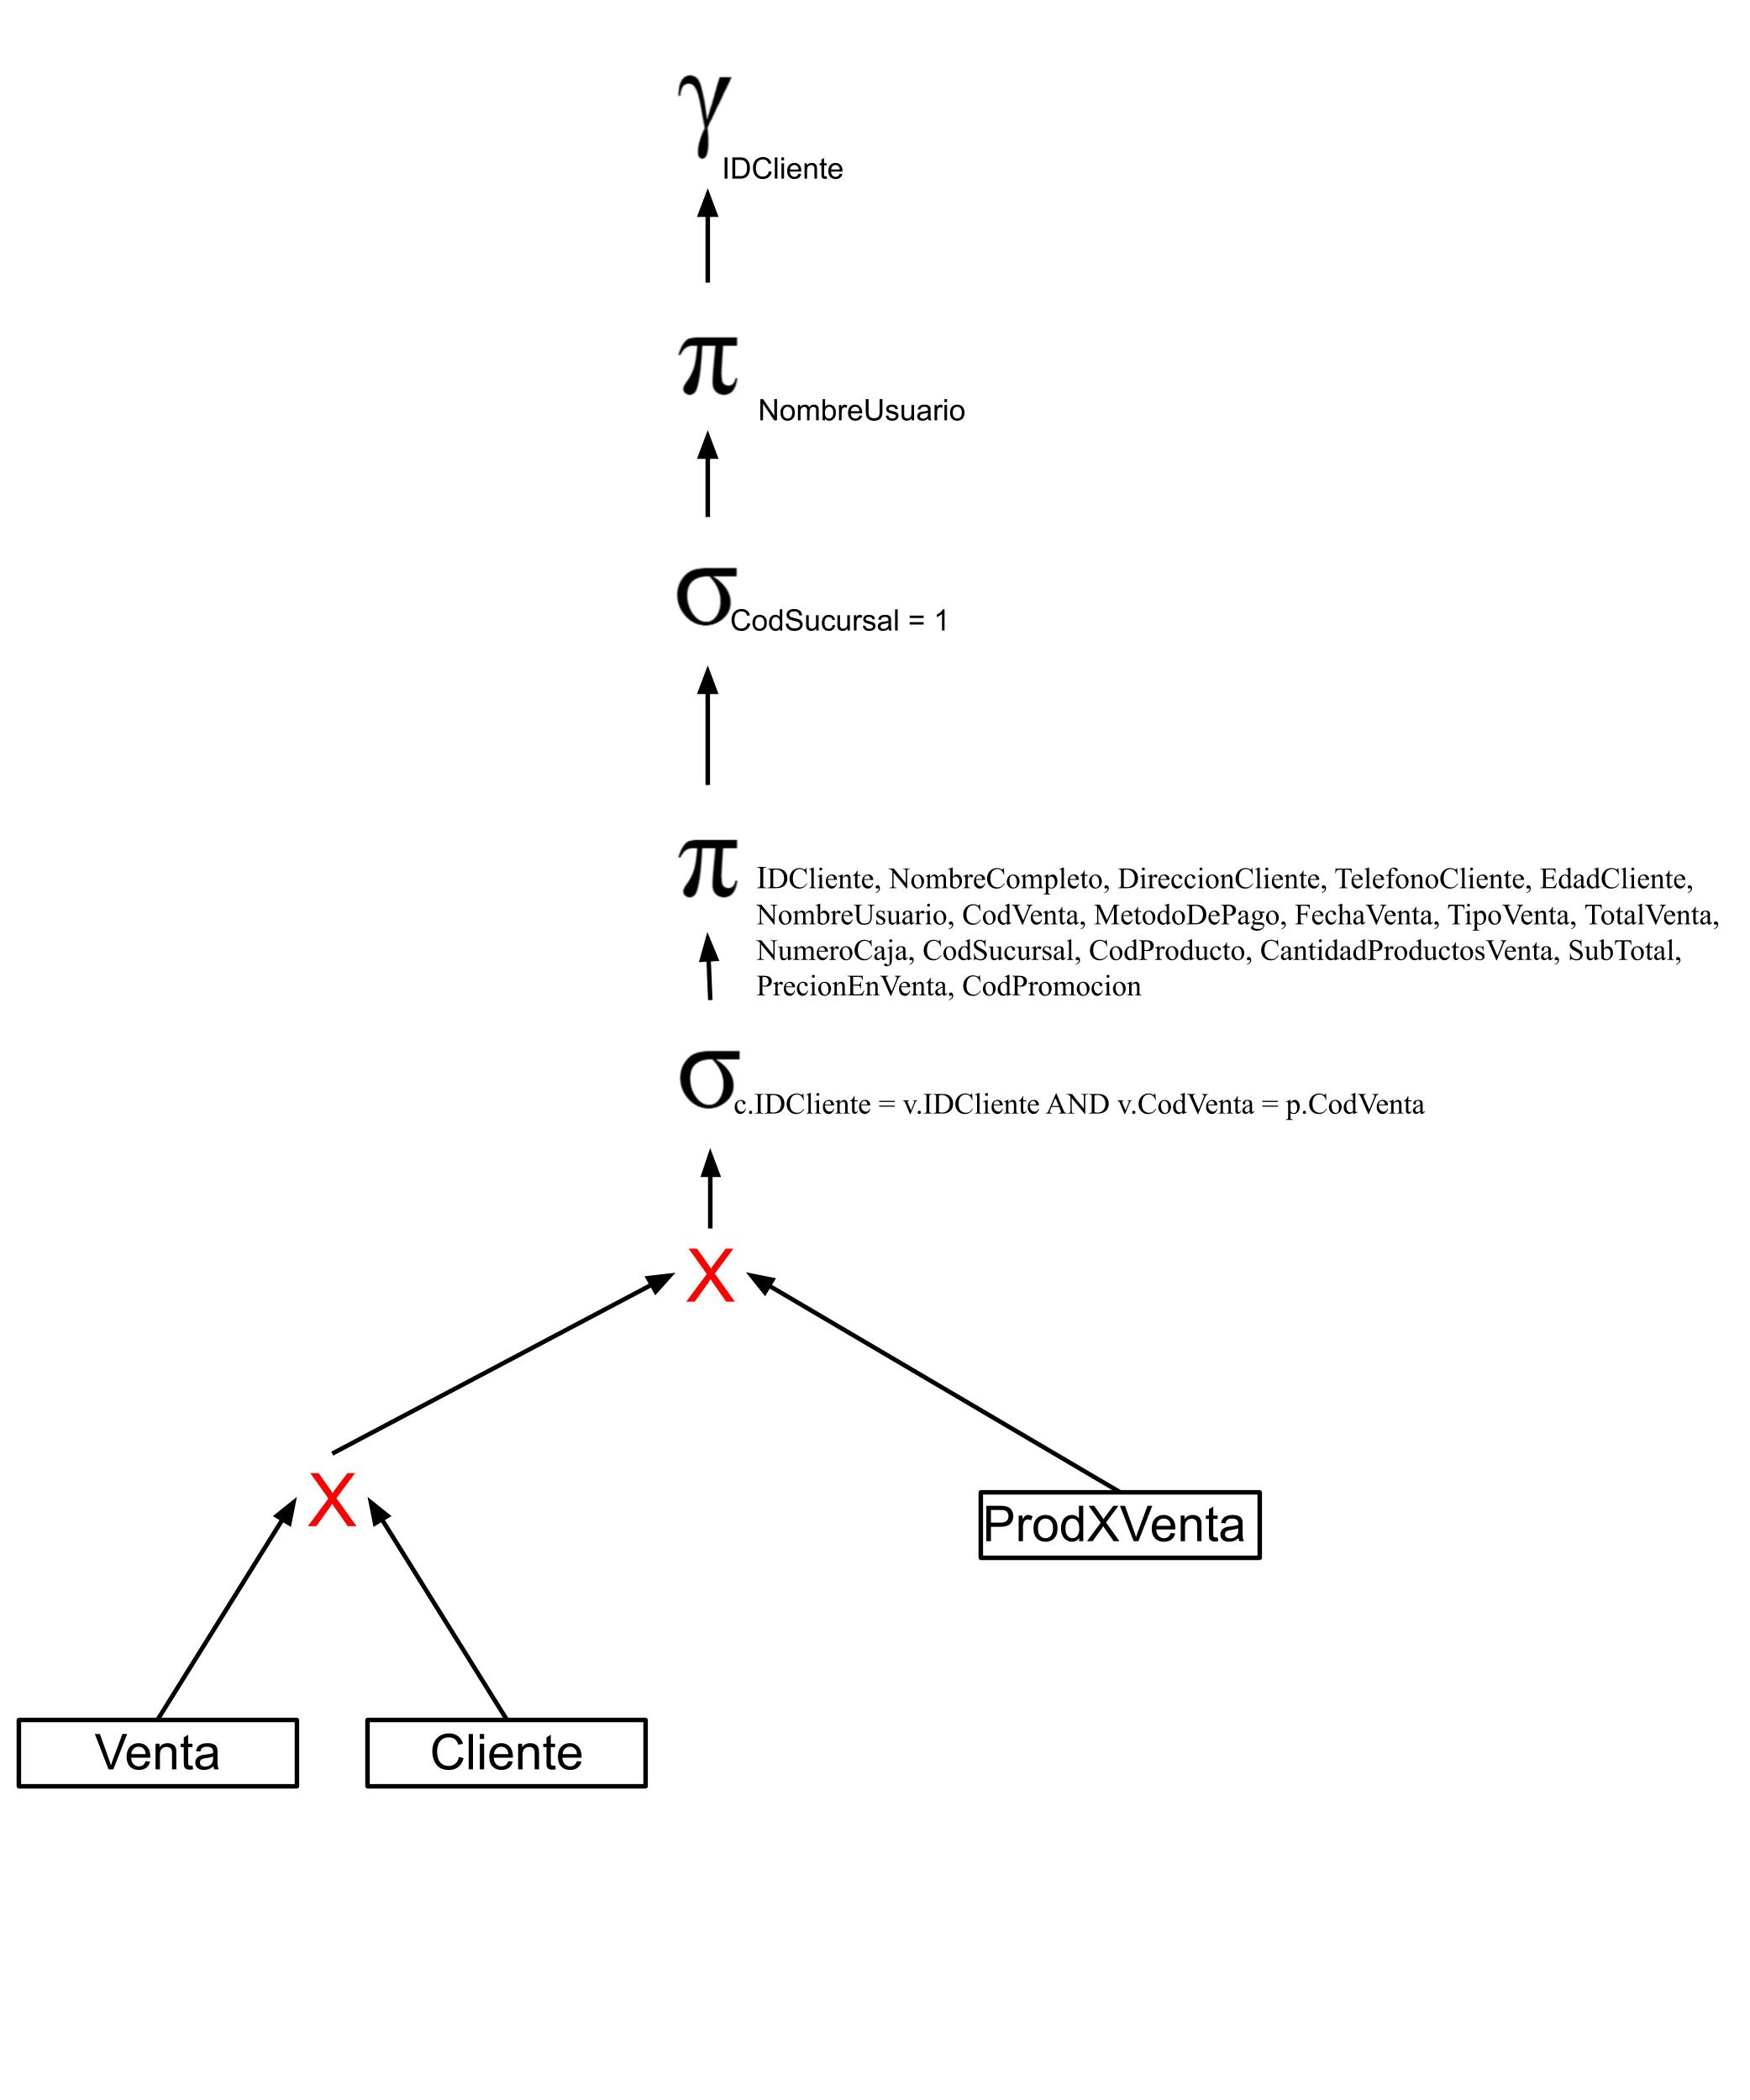 γ
IDCliente
π
NombreUsuario
σ
CodSucursal = 1
π
IDCliente, NombreCompleto, DireccionCliente, TelefonoCliente, EdadCliente,
NombreUsuario, CodVenta, MetodoDePago, FechaVenta, TipoVenta, TotalVenta,
NumeroCaja, CodSucursal, CodProducto, CantidadProductosVenta, SubTotal,
PrecionEnVenta, CodPromocion
σ
c.IDCliente = v.IDCliente AND v.CodVenta = p.CodVenta
X
X
ProdXVenta
Venta
Cliente